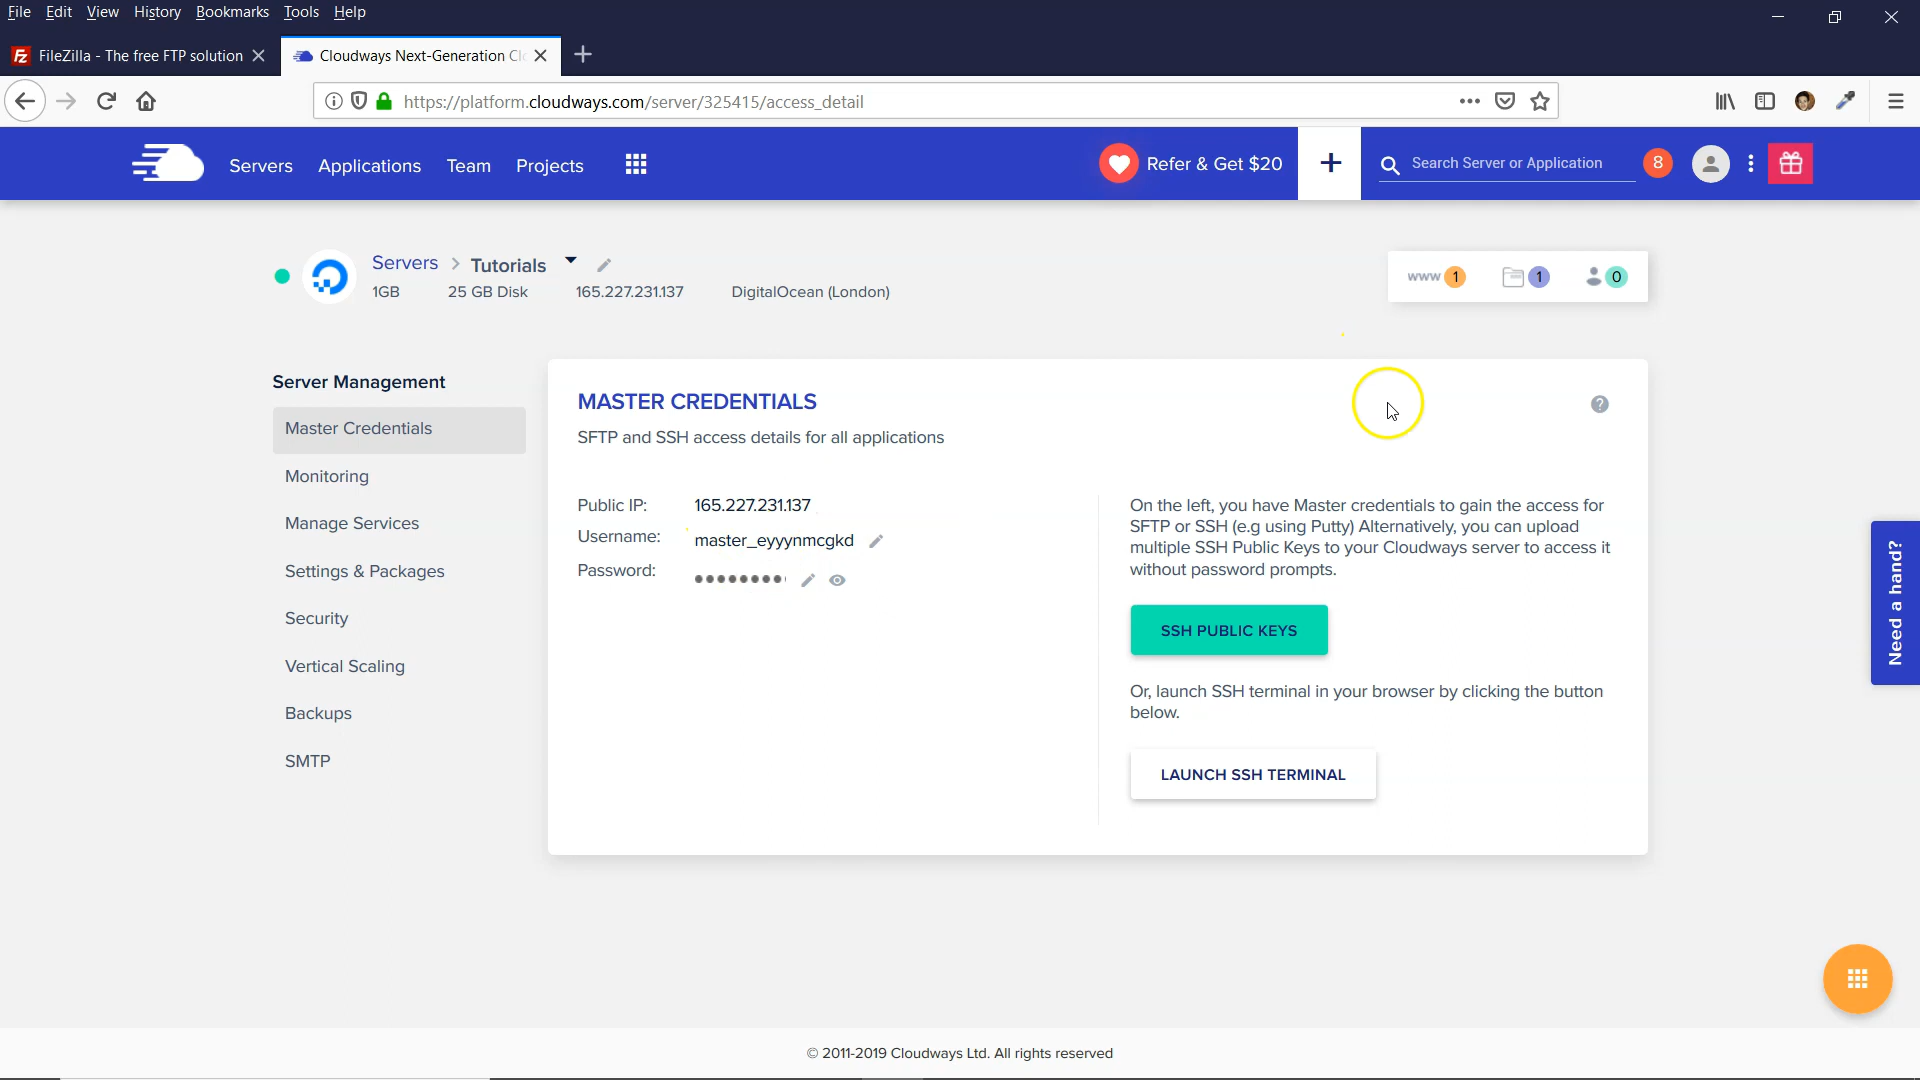 File Edit View History Bookmarks Tools Help
FileZilla - The free FTP solution
Cloudways Next-Generation Cl
https://platform.cloudways.com/server/325415/access_detail
Servers Applications Team Projects
Refer & Get $20
+
Search Server or Application
8
Servers > Tutorials
1GB 25 GB Disk 165.227.231.137 DigitalOcean (London)
www 1 1 0
Server Management
Master Credentials
Monitoring
Manage Services
Settings & Packages
Security
Vertical Scaling
Backups
SMTP
MASTER CREDENTIALS
?
SFTP and SSH access details for all applications
Public IP: 165.227.231.137
Username: master_eyyynmcgkd
Password: ••••••••
On the left, you have Master credentials to gain the access for
SFTP or SSH (e.g using Putty) Alternatively, you can upload
multiple SSH Public Keys to your Cloudways server to access it
without password prompts.
SSH PUBLIC KEYS
Or, launch SSH terminal in your browser by clicking the button
below.
LAUNCH SSH TERMINAL
Need a hand?
© 2011-2019 Cloudways Ltd. All rights reserved